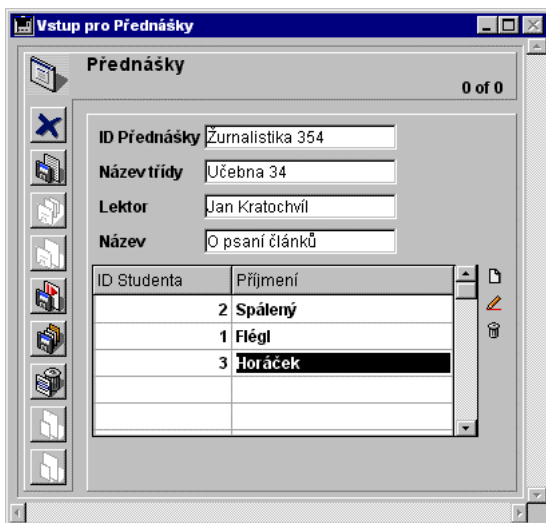 Vstup pro Přednášky
Přednášky
0 of 0
ID Přednášky Žurnalistika 354
Název třídy Učebna 34
Lektor Jan Kratochvíl
Název O psaní článků
ID Studenta Příjmení
2 Spálený
1 Flégl
3 Horáček